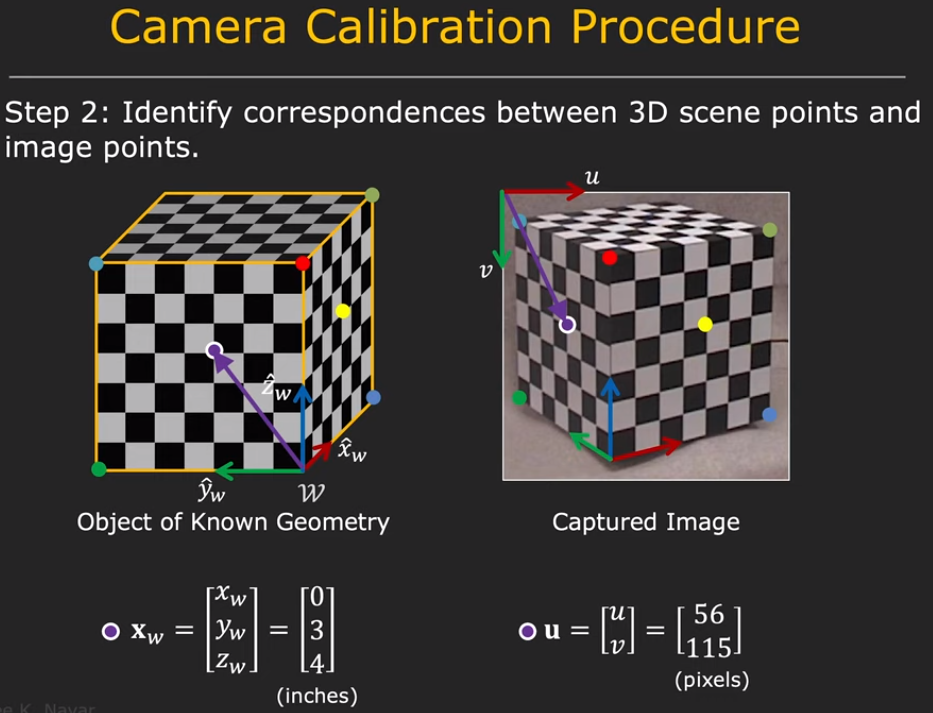 Camera Calibration Procedure
Step 2: Identify correspondences between 3D scene points and
image points.
u
v
ẑw
x̂w
ŷw
𝒲
Object of Known Geometry
Captured Image
𝐱w = [xw yw zw] = [0 3 4]
(inches)
𝐮 = [u v] = [56 115]
(pixels)
K. Nayar